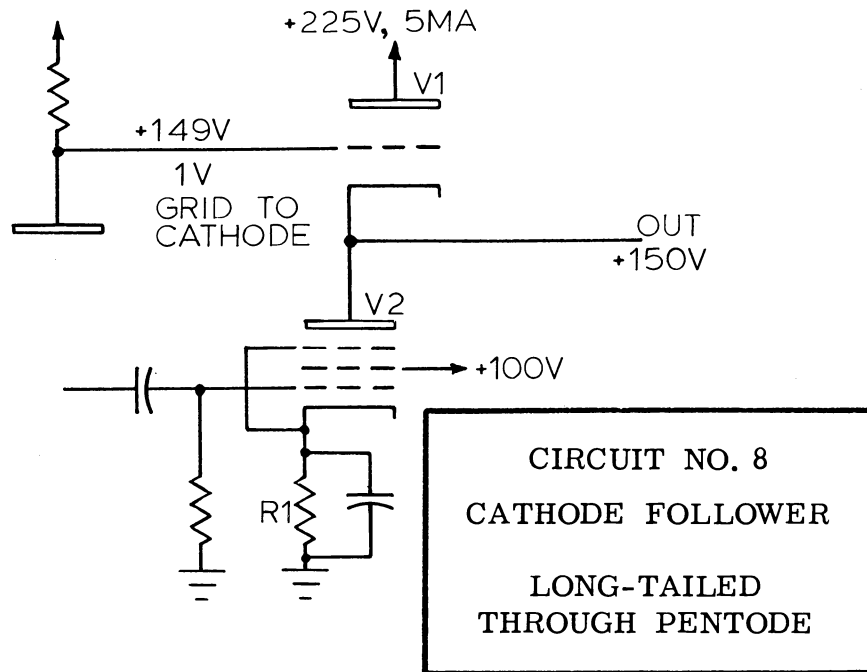 +225V, 5MA
V1
+149V
1V
GRID TO
CATHODE
OUT
+150V
V2
+100V
R1
CIRCUIT NO. 8
CATHODE FOLLOWER
LONG-TAILED
THROUGH PENTODE